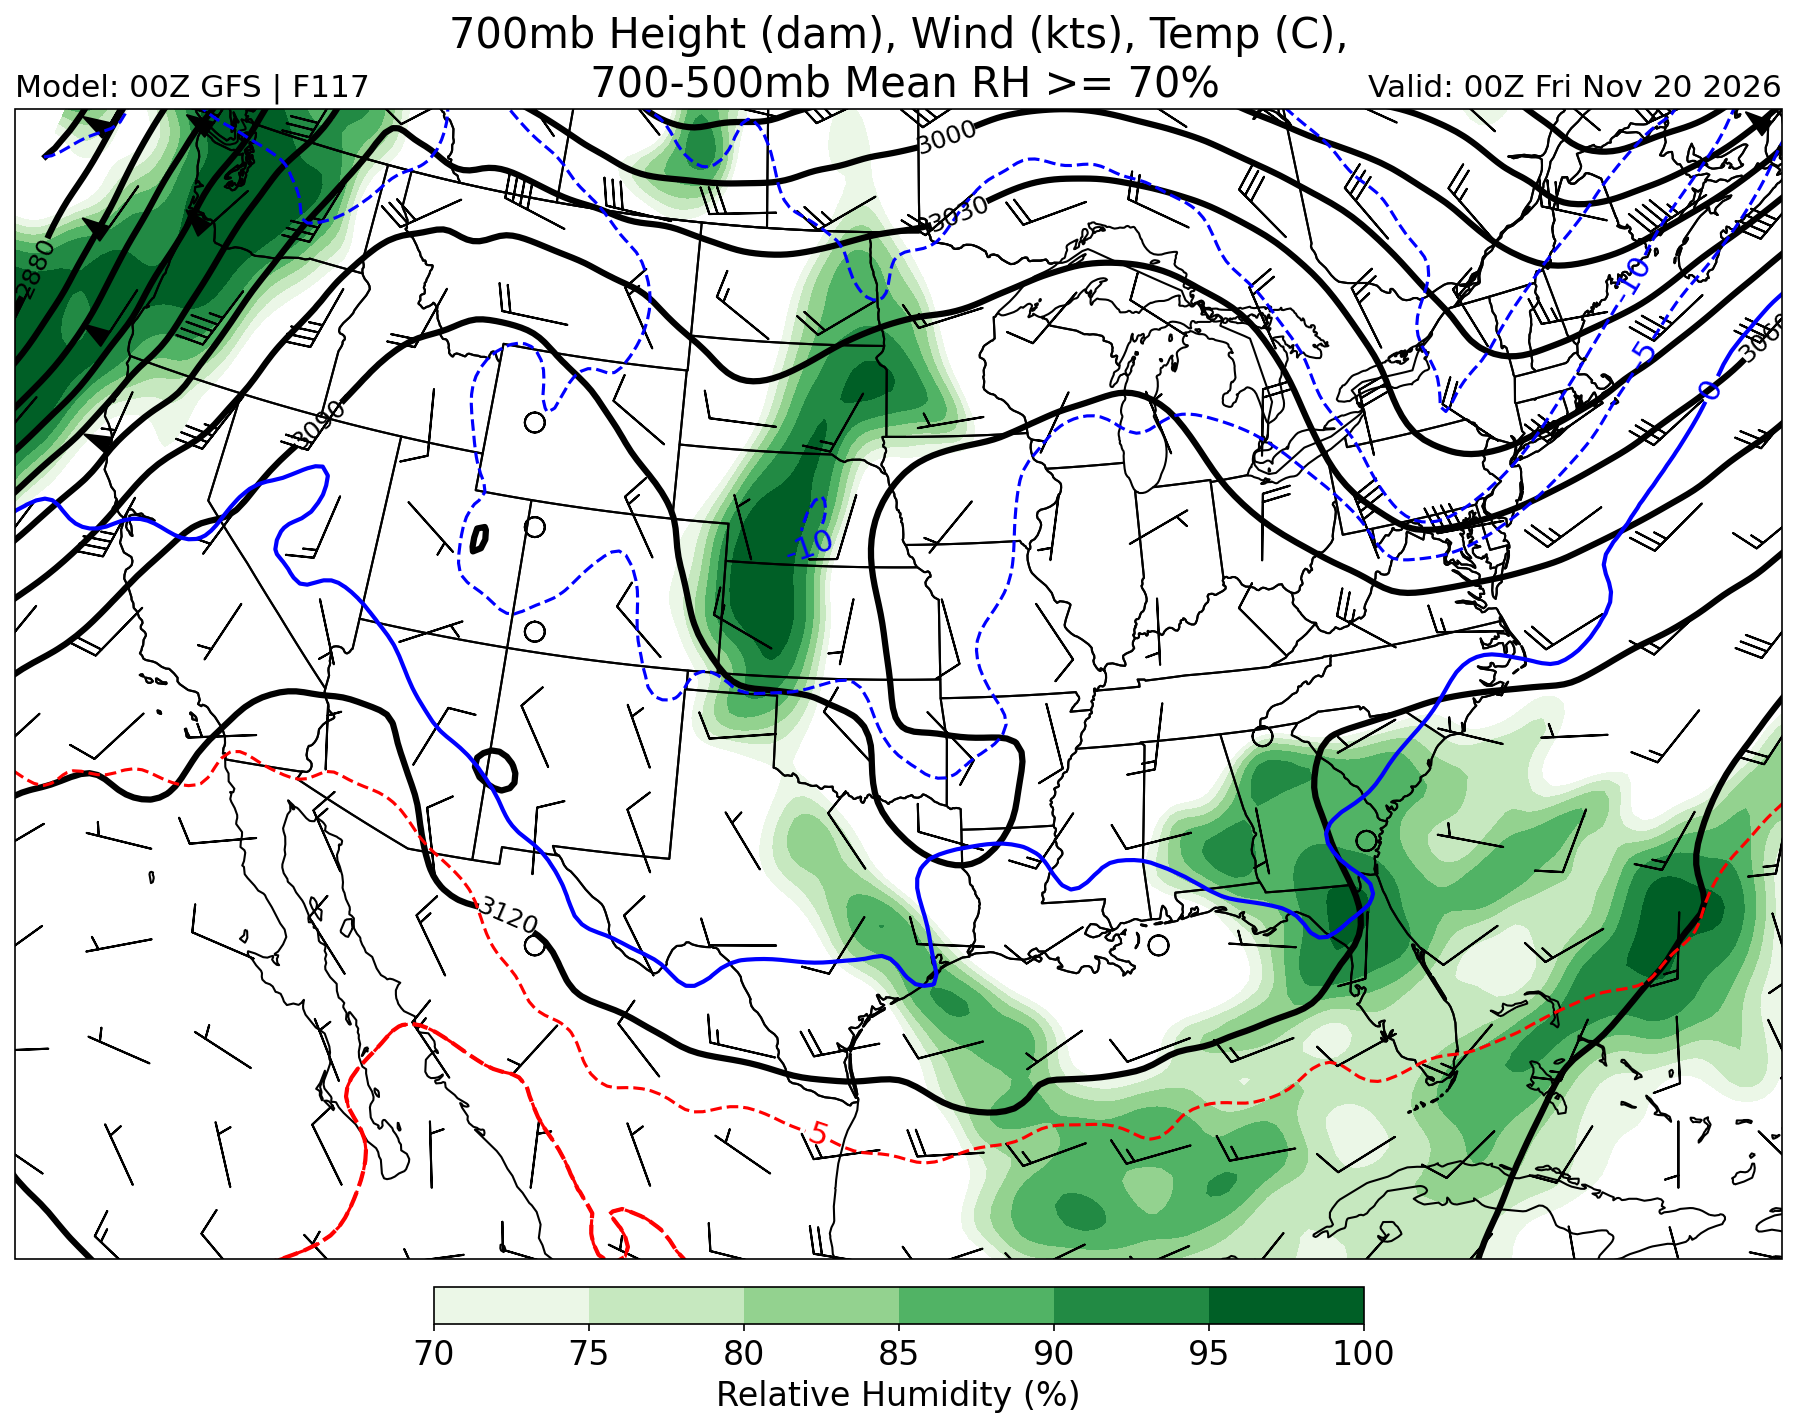 700mb Height (dam), Wind (kts), Temp (C),
700-500mb Mean RH >= 70%
Model: 00Z GFS | F117
Valid: 00Z Fri Nov 20 2026
3000
3030
2880
-10
-5
0
3060
3090
-10
3120
5
70 75 80 85 90 95 100
Relative Humidity (%)